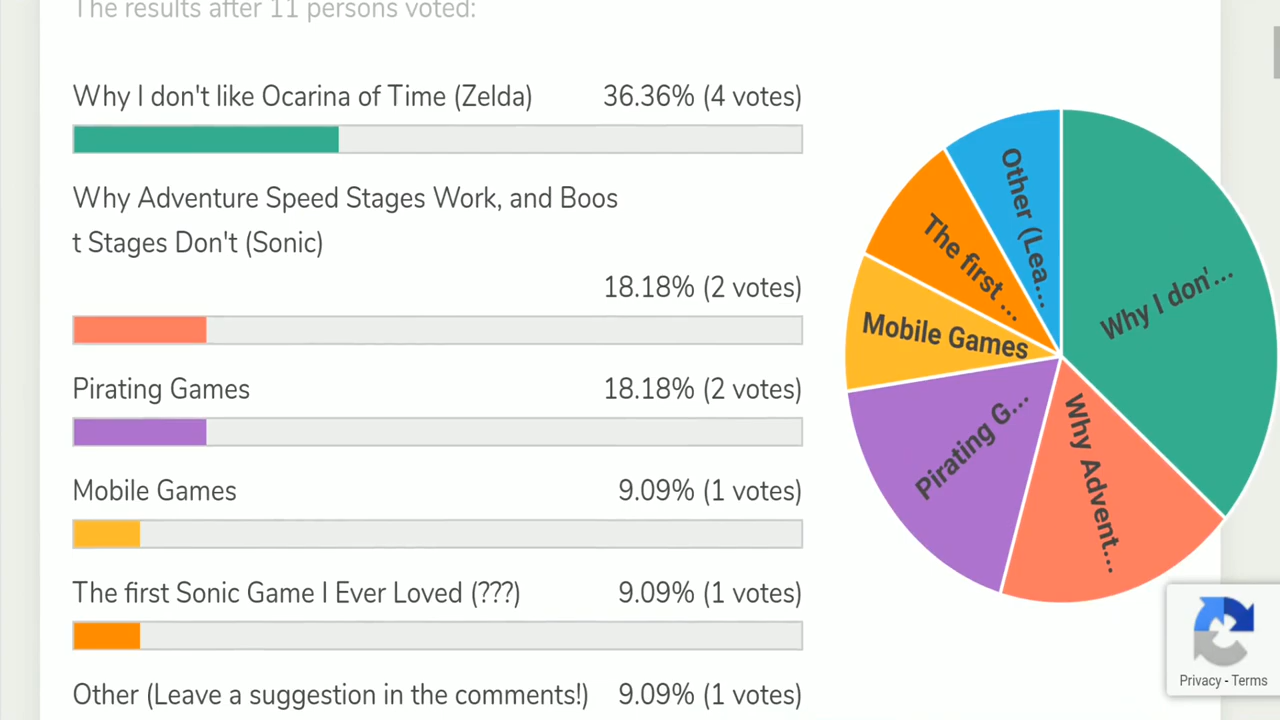 The results after 11 persons voted:
Why I don't like Ocarina of Time (Zelda) 36.36% (4 votes)
Why Adventure Speed Stages Work, and Boos
t Stages Don't (Sonic)
18.18% (2 votes)
Pirating Games 18.18% (2 votes)
Mobile Games 9.09% (1 votes)
The first Sonic Game I Ever Loved (???) 9.09% (1 votes)
Other (Leave a suggestion in the comments!) 9.09% (1 votes)
Other (Lea...
The first ...
Why I don'...
Mobile Games
Pirating G...
Why Advent...
Privacy - Terms